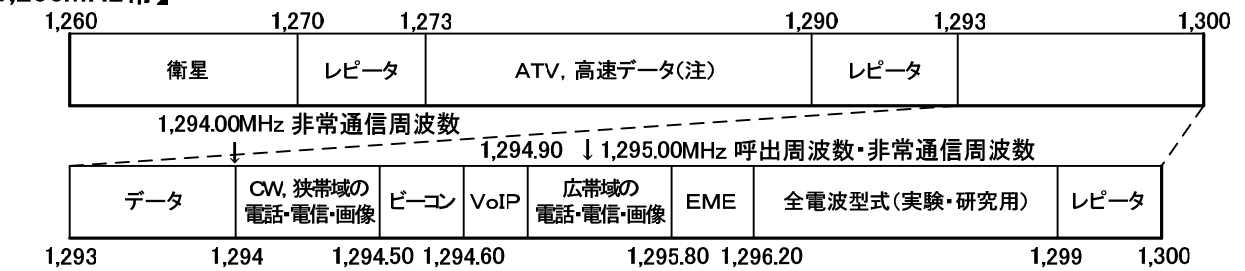 1,260 1,270 1,273 1,290 1,293 1,300
衛星 レピータ ATV, 高速データ(注) レピータ
1,294.00MHz 非常通信周波数
1,294.90 ↓1,295.00MHz 呼出周波数・非常通信周波数
データ CW, 狭帯域の電話・電信・画像 ビーコン VoIP 広帯域の電話・電信・画像 EME 全電波型式(実験・研究用) レピータ
1,293 1,294 1,294.50 1,294.60 1,295.80 1,296.20 1,299 1,300